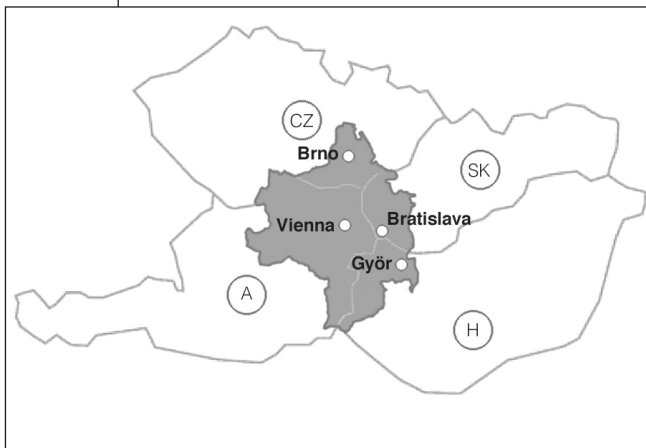 CZ
Brno
SK
Vienna
Bratislava
Györ
A
H